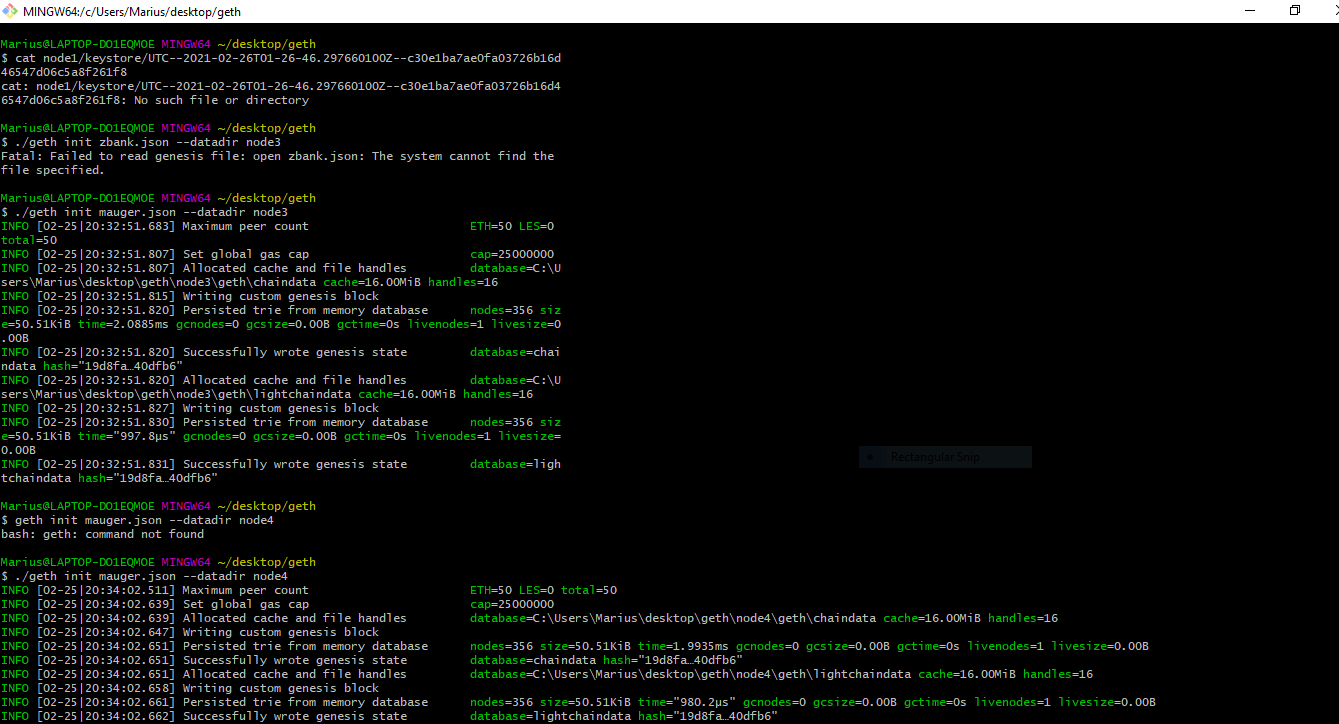 MINGW64:/c/Users/Marius/desktop/geth
Marius@LAPTOP-DO1EQMOE MINGW64 ~/desktop/geth
$ cat node1/keystore/UTC--2021-02-26T01-26-46.297660100Z--c30e1ba7ae0fa03726b16d
46547d06c5a8f261f8
cat: node1/keystore/UTC--2021-02-26T01-26-46.297660100Z--c30e1ba7ae0fa03726b16d4
6547d06c5a8f261f8: No such file or directory
Marius@LAPTOP-DO1EQMOE MINGW64 ~/desktop/geth
$ ./geth init zbank.json --datadir node3
Fatal: Failed to read genesis file: open zbank.json: The system cannot find the
file specified.
Marius@LAPTOP-DO1EQMOE MINGW64 ~/desktop/geth
$ ./geth init mauger.json --datadir node3
INFO [02-25|20:32:51.683] Maximum peer count ETH=50 LES=0
total=50
INFO [02-25|20:32:51.807] Set global gas cap cap=25000000
INFO [02-25|20:32:51.807] Allocated cache and file handles database=C:\U
sers\Marius\desktop\geth\node3\geth\chaindata cache=16.00MiB handles=16
INFO [02-25|20:32:51.815] Writing custom genesis block
INFO [02-25|20:32:51.820] Persisted trie from memory database nodes=356 siz
e=50.51KiB time=2.0885ms gcnodes=0 gcsize=0.00B gctime=0s livenodes=1 livesize=0
.00B
INFO [02-25|20:32:51.820] Successfully wrote genesis state database=chai
ndata hash="19d8fa…40dfb6"
INFO [02-25|20:32:51.820] Allocated cache and file handles database=C:\U
sers\Marius\desktop\geth\node3\geth\lightchaindata cache=16.00MiB handles=16
INFO [02-25|20:32:51.827] Writing custom genesis block
INFO [02-25|20:32:51.830] Persisted trie from memory database nodes=356 siz
e=50.51KiB time="997.8µs" gcnodes=0 gcsize=0.00B gctime=0s livenodes=1 livesize=
0.00B
INFO [02-25|20:32:51.831] Successfully wrote genesis state database=ligh
tchaindata hash="19d8fa…40dfb6"
Rectangular Snip
Marius@LAPTOP-DO1EQMOE MINGW64 ~/desktop/geth
$ geth init mauger.json --datadir node4
bash: geth: command not found
Marius@LAPTOP-DO1EQMOE MINGW64 ~/desktop/geth
$ ./geth init mauger.json --datadir node4
INFO [02-25|20:34:02.511] Maximum peer count ETH=50 LES=0 total=50
INFO [02-25|20:34:02.639] Set global gas cap cap=25000000
INFO [02-25|20:34:02.639] Allocated cache and file handles database=C:\Users\Marius\desktop\geth\node4\geth\chaindata cache=16.00MiB handles=16
INFO [02-25|20:34:02.647] Writing custom genesis block
INFO [02-25|20:34:02.651] Persisted trie from memory database nodes=356 size=50.51KiB time=1.9935ms gcnodes=0 gcsize=0.00B gctime=0s livenodes=1 livesize=0.00B
INFO [02-25|20:34:02.651] Successfully wrote genesis state database=chaindata hash="19d8fa…40dfb6"
INFO [02-25|20:34:02.651] Allocated cache and file handles database=C:\Users\Marius\desktop\geth\node4\geth\lightchaindata cache=16.00MiB handles=16
INFO [02-25|20:34:02.658] Writing custom genesis block
INFO [02-25|20:34:02.661] Persisted trie from memory database nodes=356 size=50.51KiB time="980.2µs" gcnodes=0 gcsize=0.00B gctime=0s livenodes=1 livesize=0.00B
INFO [02-25|20:34:02.662] Successfully wrote genesis state database=lightchaindata hash="19d8fa…40dfb6"